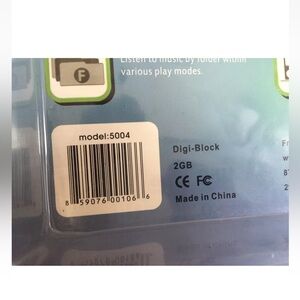 Listen to music by folder within
various play modes.
F
model:5004
8 59076 00106 6
Digi-Block
2GB
CE FC
Made in China